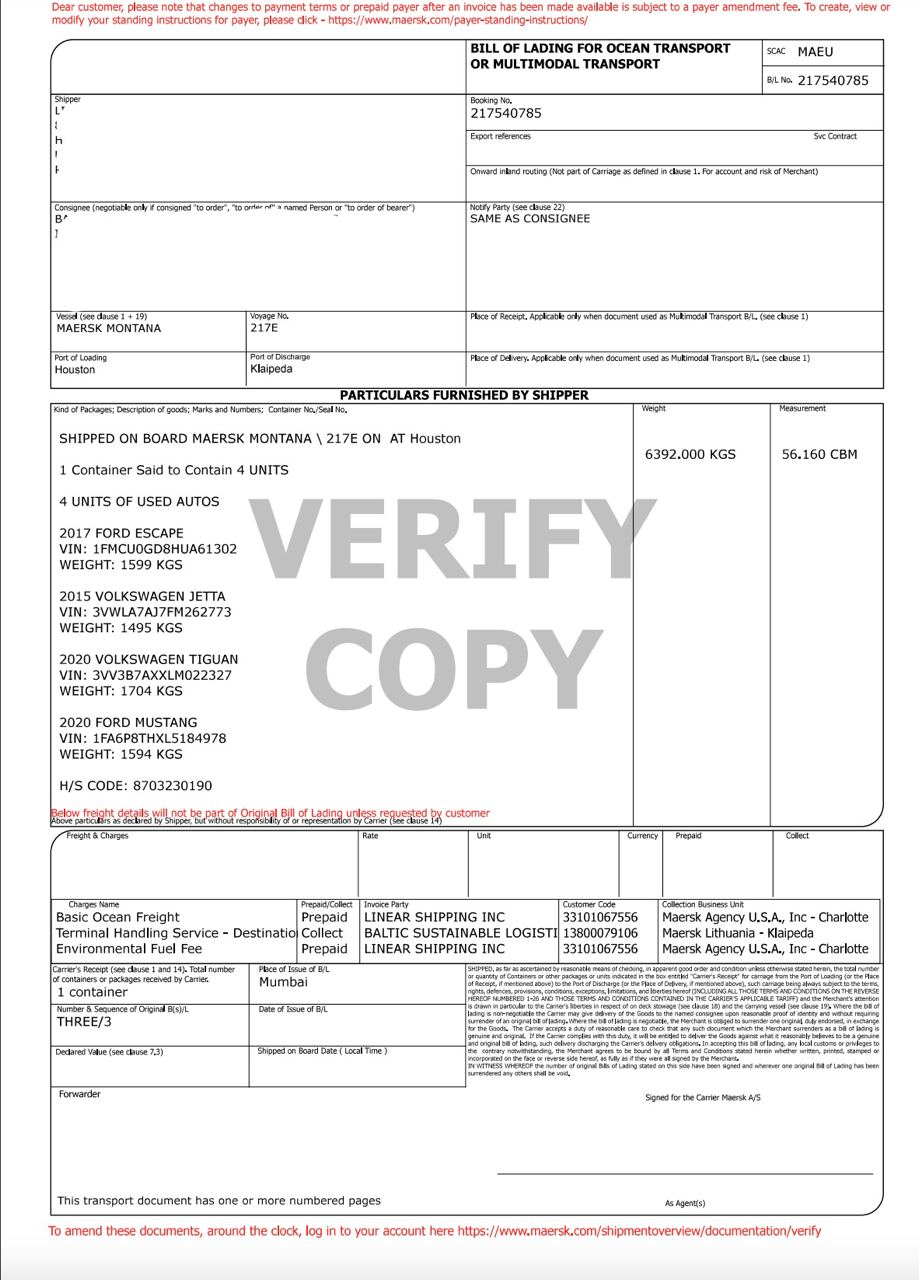 Dear customer, please note that changes to payment terms or prepaid payer after an invoice has been made available is subject to a payer amendment fee. To create, view or
modify your standing instructions for payer, please click - https://www.maersk.com/payer-standing-instructions/
BILL OF LADING FOR OCEAN TRANSPORT
OR MULTIMODAL TRANSPORT
SCAC MAEU
B/L No. 217540785
Shipper
Booking No.
217540785
Export references
Svc Contract
Onward inland routing (Not part of Carriage as defined in clause 1. For account and risk of Merchant)
Consignee (negotiable only if consigned "to order", "to order of" a named Person or "to order of bearer")
Notify Party (see clause 22)
SAME AS CONSIGNEE
Vessel (see clause 1 + 19)
MAERSK MONTANA
Voyage No.
217E
Place of Receipt. Applicable only when document used as Multimodal Transport B/L. (see clause 1)
Port of Loading
Houston
Port of Discharge
Klaipeda
Place of Delivery. Applicable only when document used as Multimodal Transport B/L. (see clause 1)
PARTICULARS FURNISHED BY SHIPPER
Kind of Packages; Description of goods; Marks and Numbers; Container No./Seal No.
Weight
Measurement
SHIPPED ON BOARD MAERSK MONTANA \ 217E ON AT Houston
6392.000 KGS
56.160 CBM
1 Container Said to Contain 4 UNITS
4 UNITS OF USED AUTOS
VERIFY
COPY
2017 FORD ESCAPE
VIN: 1FMCU0GD8HUA61302
WEIGHT: 1599 KGS
2015 VOLKSWAGEN JETTA
VIN: 3VWLA7AJ7FM262773
WEIGHT: 1495 KGS
2020 VOLKSWAGEN TIGUAN
VIN: 3VV3B7AXXLM022327
WEIGHT: 1704 KGS
2020 FORD MUSTANG
VIN: 1FA6P8THXL5184978
WEIGHT: 1594 KGS
H/S CODE: 8703230190
Below freight details will not be part of Original Bill of Lading unless requested by customer
Above particulars as declared by Shipper, but without responsibility of or representation by Carrier (see clause 14)
Freight & Charges
Rate
Unit
Currency
Prepaid
Collect
Charges Name
Prepaid/Collect
Invoice Party
Customer Code
Collection Business Unit
Basic Ocean Freight Prepaid LINEAR SHIPPING INC 33101067556 Maersk Agency U.S.A., Inc - Charlotte
Terminal Handling Service - Destinatio Collect BALTIC SUSTAINABLE LOGISTI 13800079106 Maersk Lithuania - Klaipeda
Environmental Fuel Fee Prepaid LINEAR SHIPPING INC 33101067556 Maersk Agency U.S.A., Inc - Charlotte
Carrier's Receipt (see clause 1 and 14). Total number
of containers or packages received by Carrier.
1 container
Place of Issue of B/L
Mumbai
Number & Sequence of Original B(s)/L
THREE/3
Date of Issue of B/L
Declared Value (see clause 7.3)
Shipped on Board Date ( Local Time )
SHIPPED, as far as ascertained by reasonable means of checking, in apparent good order and condition unless otherwise stated herein, the total number
or quantity of Containers or other packages or units indicated in the box entitled "Carrier's Receipt" for carriage from the Port of Loading (or the Place
of Receipt, if mentioned above) to the Port of Discharge (or the Place of Delivery, if mentioned above), such carriage being always subject to the terms,
rights, defences, provisions, conditions, exceptions, limitations, and liberties hereof (INCLUDING ALL THOSE TERMS AND CONDITIONS ON THE REVERSE
HEREOF NUMBERED 1-26 AND THOSE TERMS AND CONDITIONS CONTAINED IN THE CARRIER'S APPLICABLE TARIFF) and the Merchant's attention
is drawn in particular to the Carrier's liberties in respect of on deck stowage (see clause 18) and the carrying vessel (see clause 19). Where the bill of
lading is non-negotiable the Carrier may give delivery of the Goods to the named consignee upon reasonable proof of identity and without requiring
surrender of an original bill of lading. Where the bill of lading is negotiable, the Merchant is obliged to surrender one original, duly endorsed, in exchange
for the Goods. The Carrier accepts a duty of reasonable care to check that any such document which the Merchant surrenders as a bill of lading is
genuine and original. If the Carrier complies with this duty, it will be entitled to deliver the Goods against what it reasonably believes to be a genuine
and original bill of lading, such delivery discharging the Carrier's delivery obligations. In accepting this bill of lading, any local customs or privileges to
the contrary notwithstanding, the Merchant agrees to be bound by all Terms and Conditions stated herein whether written, printed, stamped or
incorporated on the face or reverse side hereof, as fully as if they were all signed by the Merchant.
IN WITNESS WHEREOF the number of original Bills of Lading stated on this side have been signed and wherever one original Bill of Lading has been
surrendered any others shall be void.
Forwarder
Signed for the Carrier Maersk A/S
This transport document has one or more numbered pages
As Agent(s)
To amend these documents, around the clock, log in to your account here https://www.maersk.com/shipmentoverview/documentation/verify